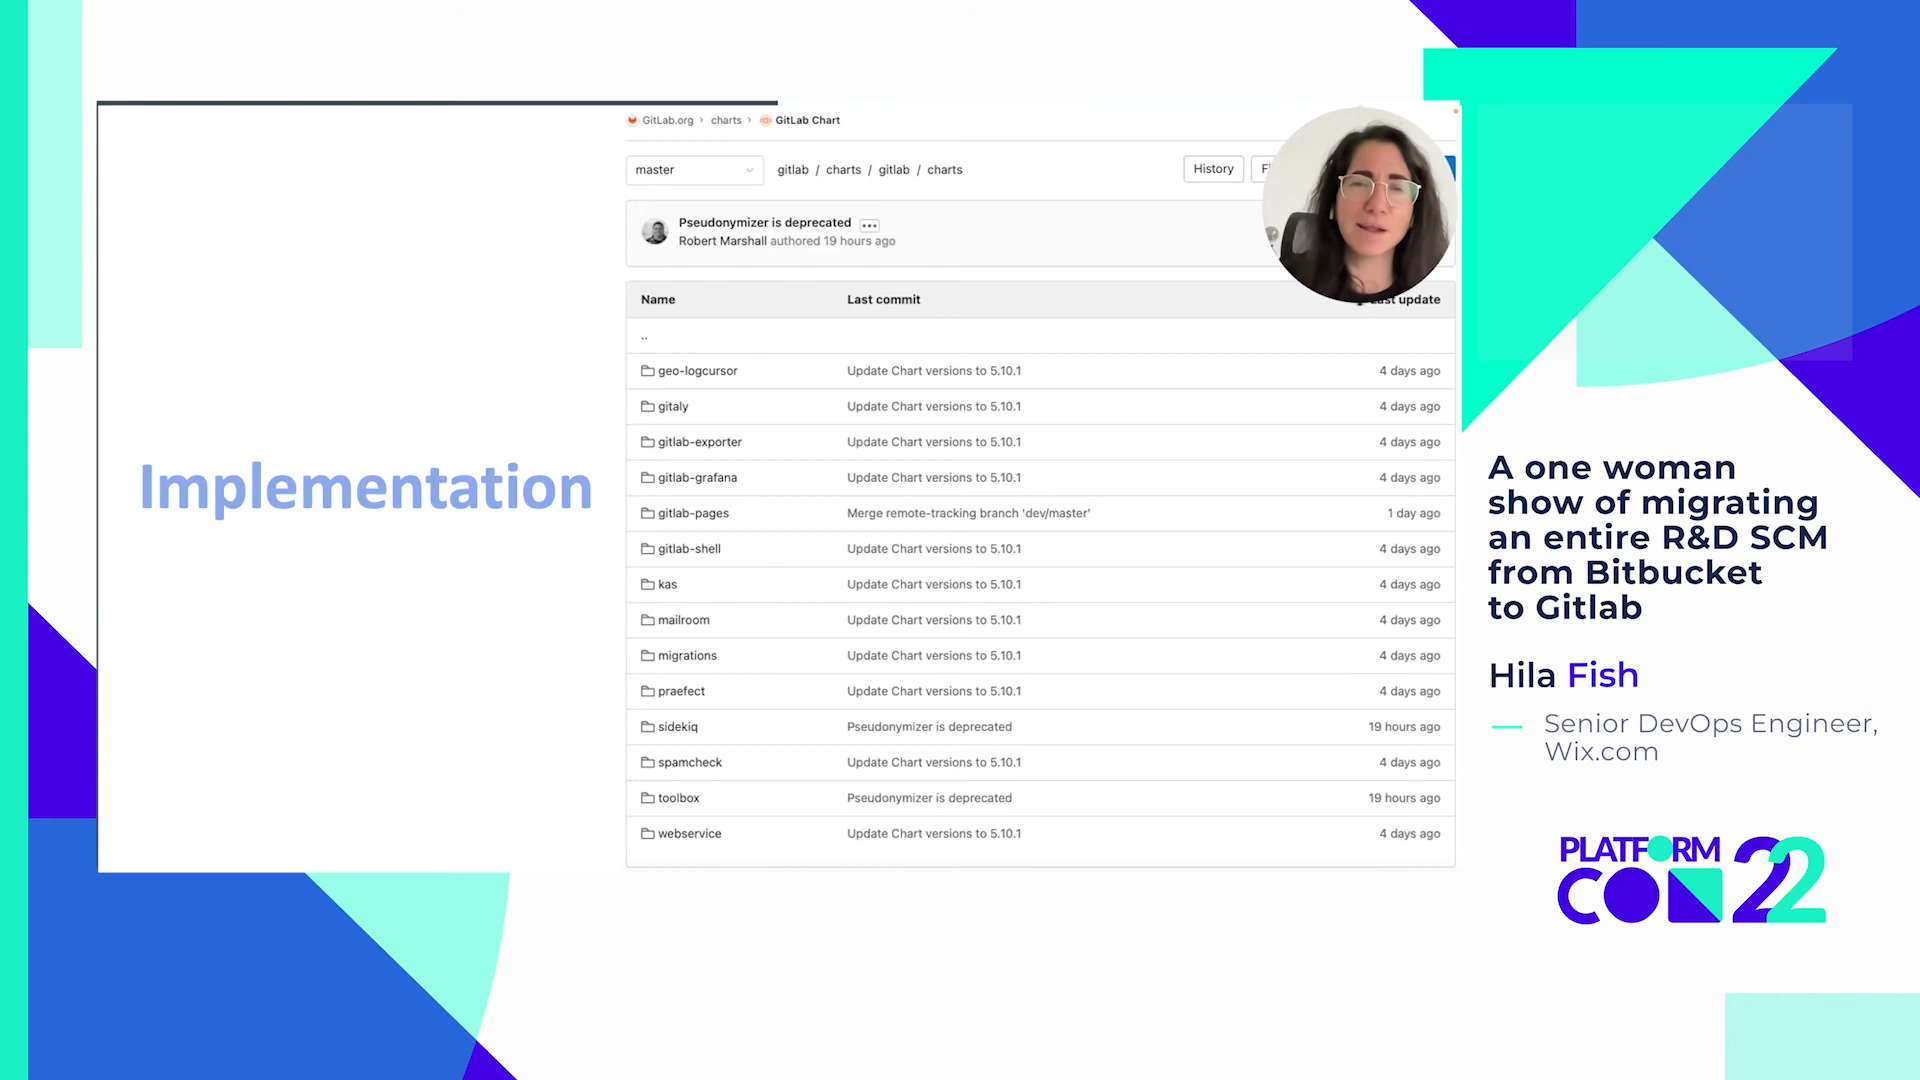 GitLab.org › charts › GitLab Chart
master
gitlab / charts / gitlab / charts
History
Pseudonymizer is deprecated
Robert Marshall authored 19 hours ago
Name Last commit Last update
..
geo-logcursor Update Chart versions to 5.10.1 4 days ago
gitaly Update Chart versions to 5.10.1 4 days ago
gitlab-exporter Update Chart versions to 5.10.1 4 days ago
gitlab-grafana Update Chart versions to 5.10.1 4 days ago
gitlab-pages Merge remote-tracking branch 'dev/master' 1 day ago
gitlab-shell Update Chart versions to 5.10.1 4 days ago
kas Update Chart versions to 5.10.1 4 days ago
mailroom Update Chart versions to 5.10.1 4 days ago
migrations Update Chart versions to 5.10.1 4 days ago
praefect Update Chart versions to 5.10.1 4 days ago
sidekiq Pseudonymizer is deprecated 19 hours ago
spamcheck Update Chart versions to 5.10.1 4 days ago
toolbox Pseudonymizer is deprecated 19 hours ago
webservice Update Chart versions to 5.10.1 4 days ago
Implementation
A one woman
show of migrating
an entire R&D SCM
from Bitbucket
to Gitlab
Hila Fish
Senior DevOps Engineer,
Wix.com
PLATFORM
CON 22